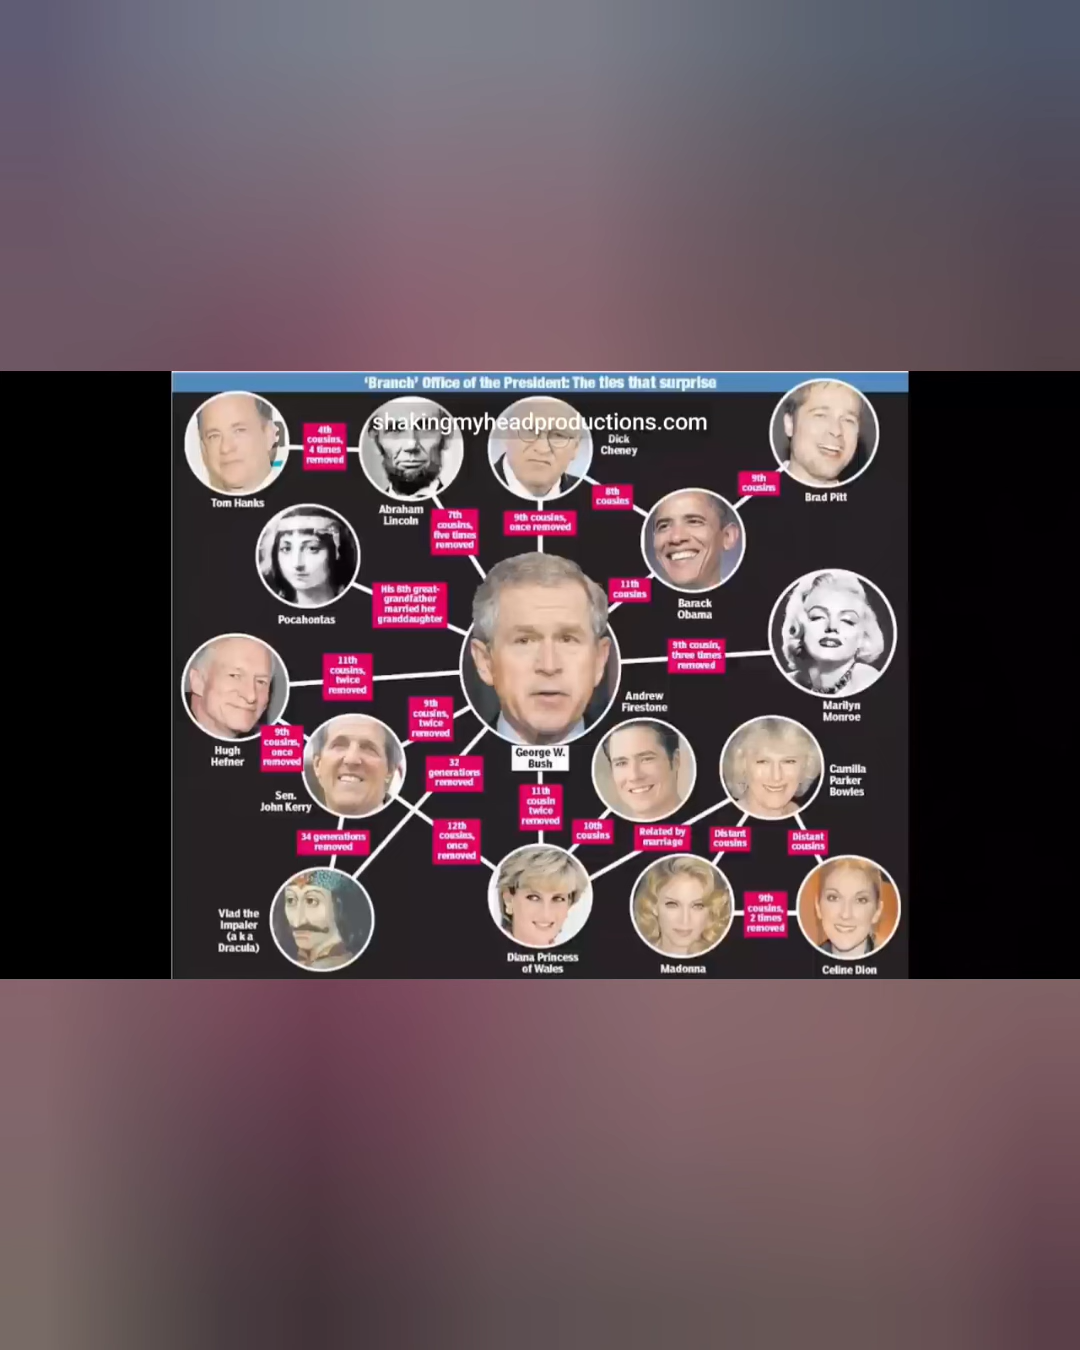 'Branch' Office of the President: The ties that surprise
shakingmyheadproductions.com
Tom Hanks
4th
cousins,
4 times
removed
Abraham
Lincoln
Dick
Cheney
8th
cousins
9th
cousins
Brad Pitt
7th
cousins,
five times
removed
9th cousins,
once removed
Pocahontas
His 8th great-
grandfather
married her
granddaughter
11th
cousins
Barack
Obama
9th cousin,
three times
removed
Marilyn
Monroe
11th
cousins,
twice
removed
Hugh
Hefner
9th
cousins,
once
removed
9th
cousins,
twice
removed
Sen.
John Kerry
32
generations
removed
George W.
Bush
Andrew
Firestone
Camilla
Parker
Bowles
34 generations
removed
12th
cousins,
once
removed
11th
cousin
twice
removed
10th
cousins
Related by
marriage
Distant
cousins
Distant
cousins
Vlad the
Impaler
(a k a
Dracula)
Diana Princess
of Wales
Madonna
9th
cousins,
2 times
removed
Celine Dion